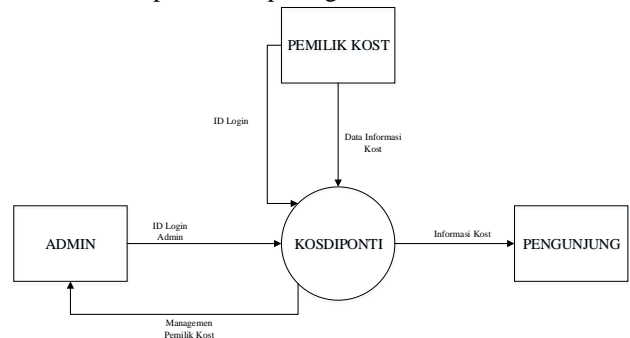 PEMILIK KOST
ID Login
Data Informasi
Kost
ID Login
Admin
ADMIN
KOSDIPONTI
Informasi Kost
PENGUNJUNG
Managemen
Pemilik Kost